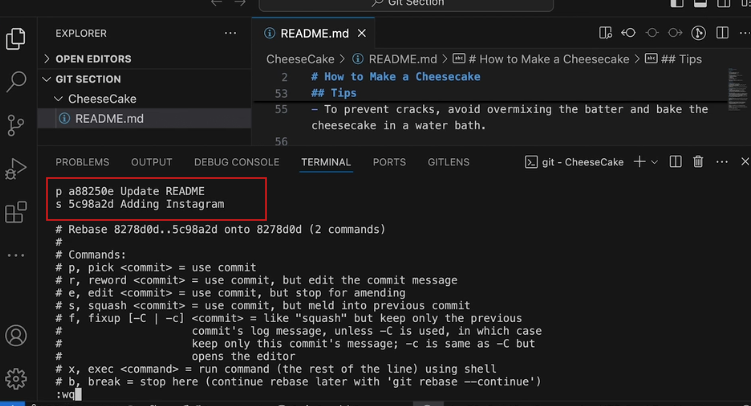 Git Section
EXPLORER
OPEN EDITORS
GIT SECTION
CheeseCake
README.md
README.md
CheeseCake > README.md > # How to Make a Cheesecake > ## Tips
2 # How to Make a Cheesecake
53 ## Tips
55 - To prevent cracks, avoid overmixing the batter and bake the
cheesecake in a water bath.
56
PROBLEMS OUTPUT DEBUG CONSOLE TERMINAL PORTS GITLENS
git - CheeseCake
p a88250e Update README
s 5c98a2d Adding Instagram
# Rebase 8278d0d..5c98a2d onto 8278d0d (2 commands)
#
# Commands:
# p, pick <commit> = use commit
# r, reword <commit> = use commit, but edit the commit message
# e, edit <commit> = use commit, but stop for amending
# s, squash <commit> = use commit, but meld into previous commit
# f, fixup [-C | -c] <commit> = like "squash" but keep only the previous
# commit's log message, unless -C is used, in which case
# keep only this commit's message; -c is same as -C but
# opens the editor
# x, exec <command> = run command (the rest of the line) using shell
# b, break = stop here (continue rebase later with 'git rebase --continue')
:wq